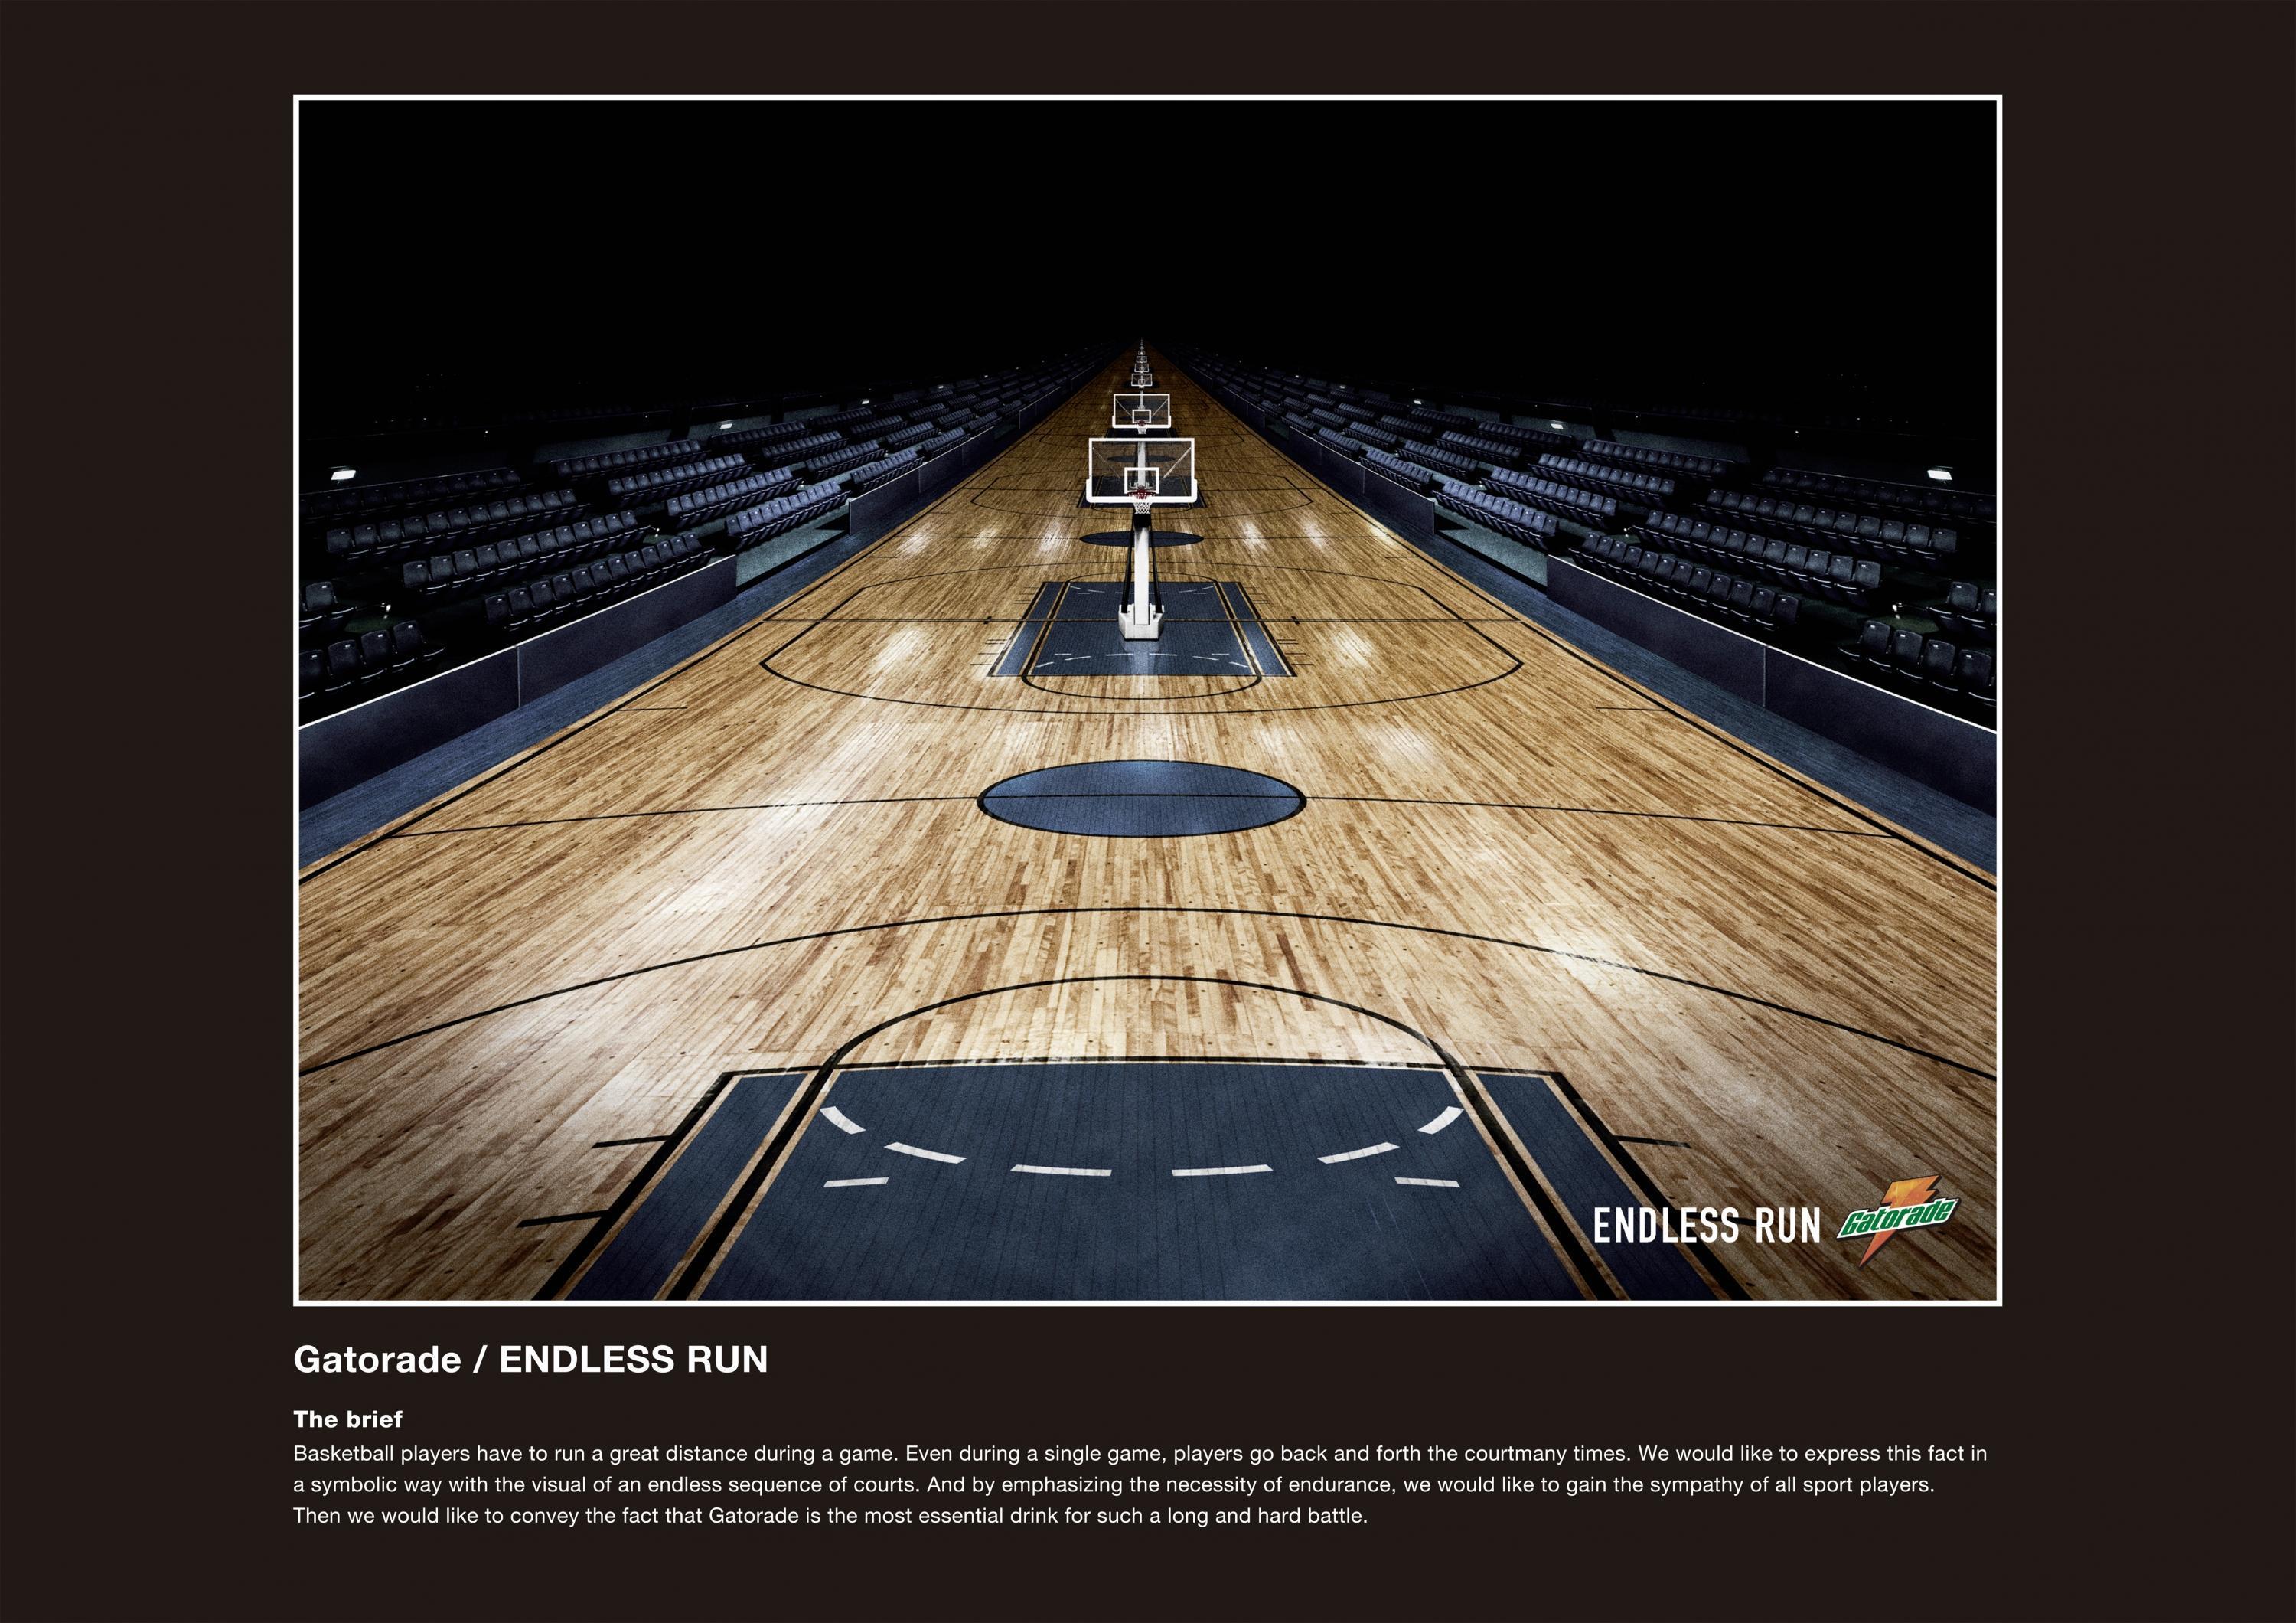 ENDLESS RUN Gatorade
Gatorade / ENDLESS RUN
The brief
Basketball players have to run a great distance during a game. Even during a single game, players go back and forth the courtmany times. We would like to express this fact in
a symbolic way with the visual of an endless sequence of courts. And by emphasizing the necessity of endurance, we would like to gain the sympathy of all sport players.
Then we would like to convey the fact that Gatorade is the most essential drink for such a long and hard battle.